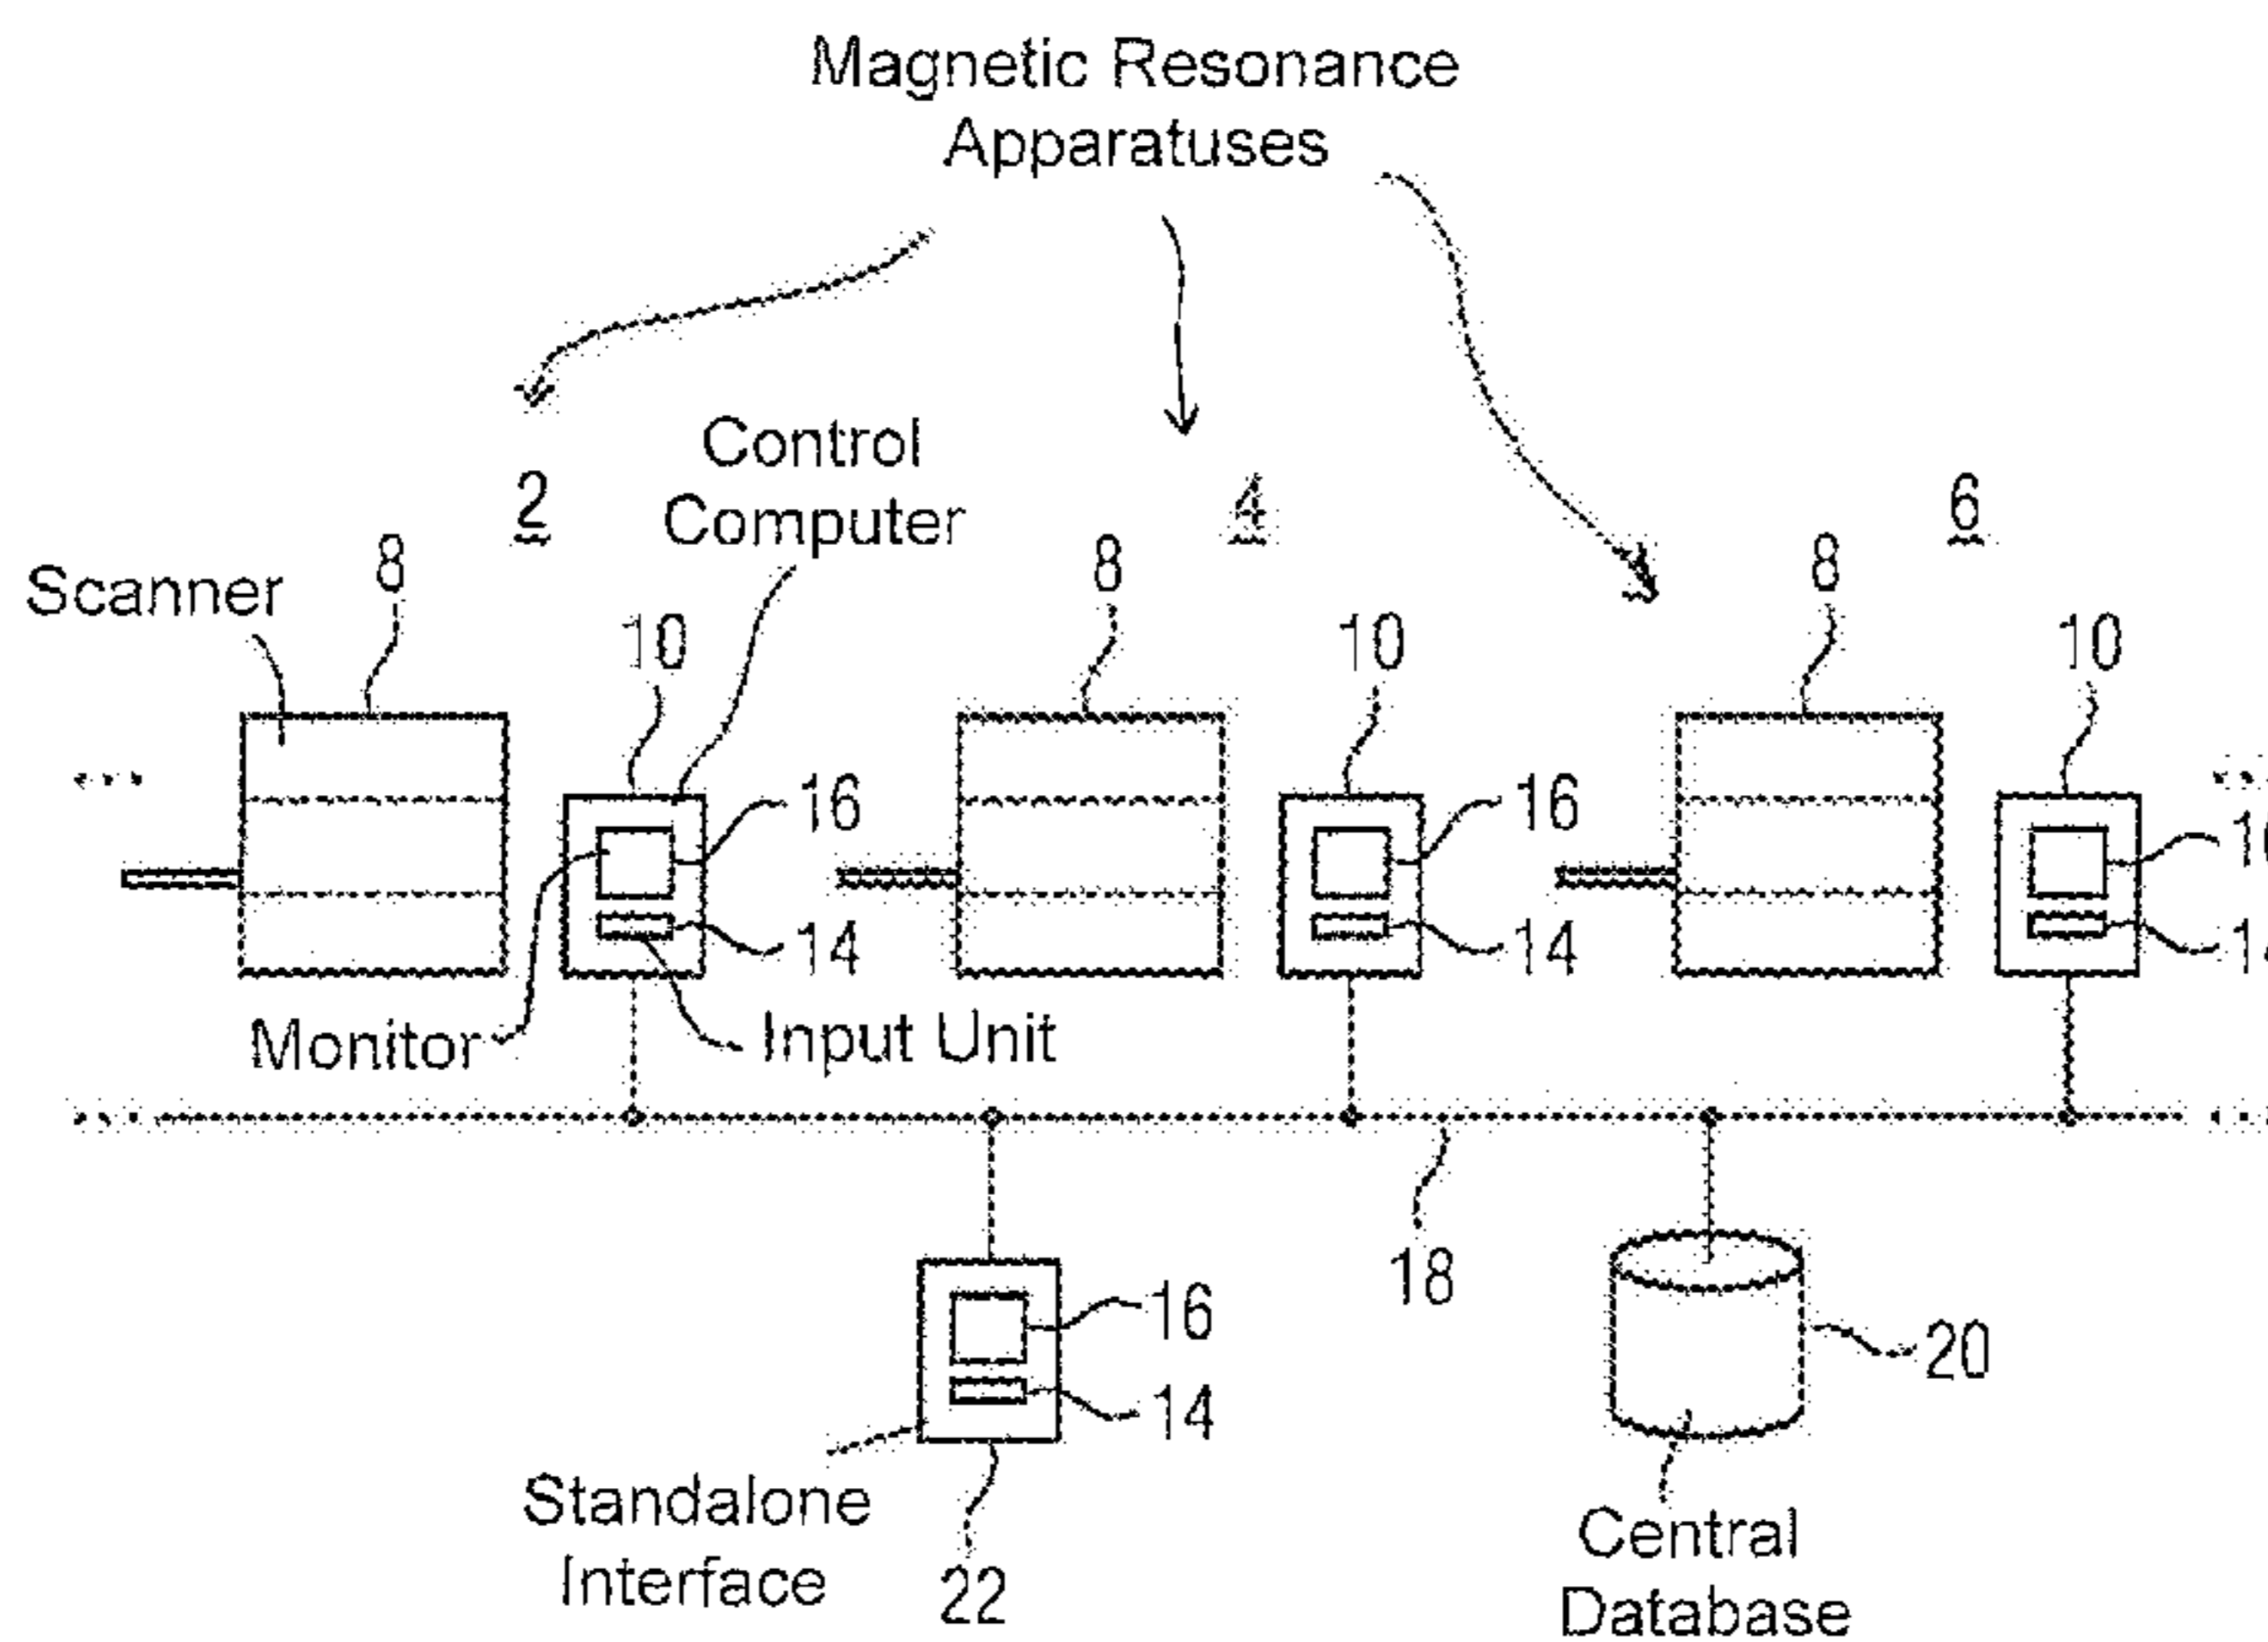 Magnetic Resonance
Apparatuses
Control
Computer
2
4
6
Scanner
8
8
8
10
10
10
16
16
14
14
Monitor
Input Unit
18
16
14
20
Standalone
Interface
22
Central
Database